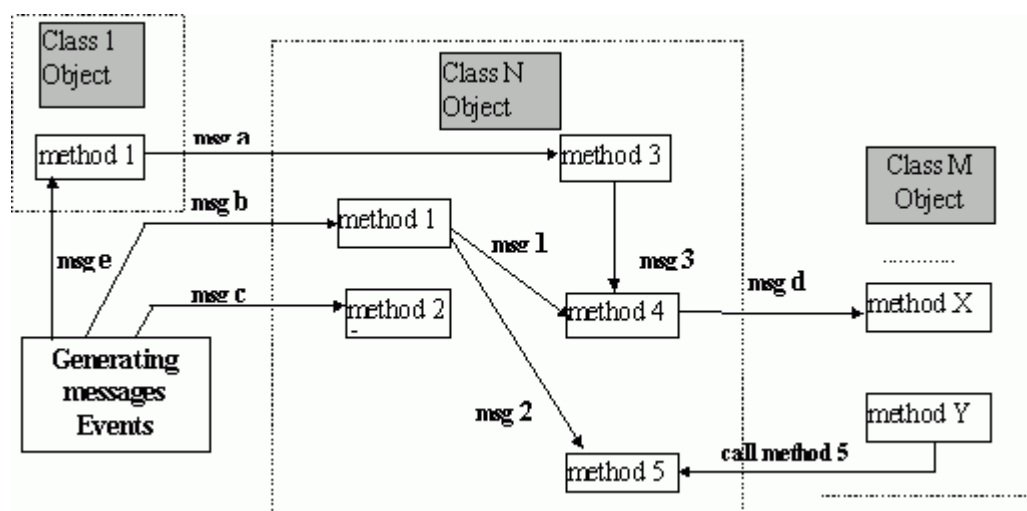 Class 1
Object
Class N
Object
method 1
msg a
method 3
Class M
Object
msg b
method 1
msg e
msg 1
msg 3
.............
msg c
method 2
-
method 4
msg d
method X
Generating
messages
Events
msg 2
method Y
call method 5
method 5